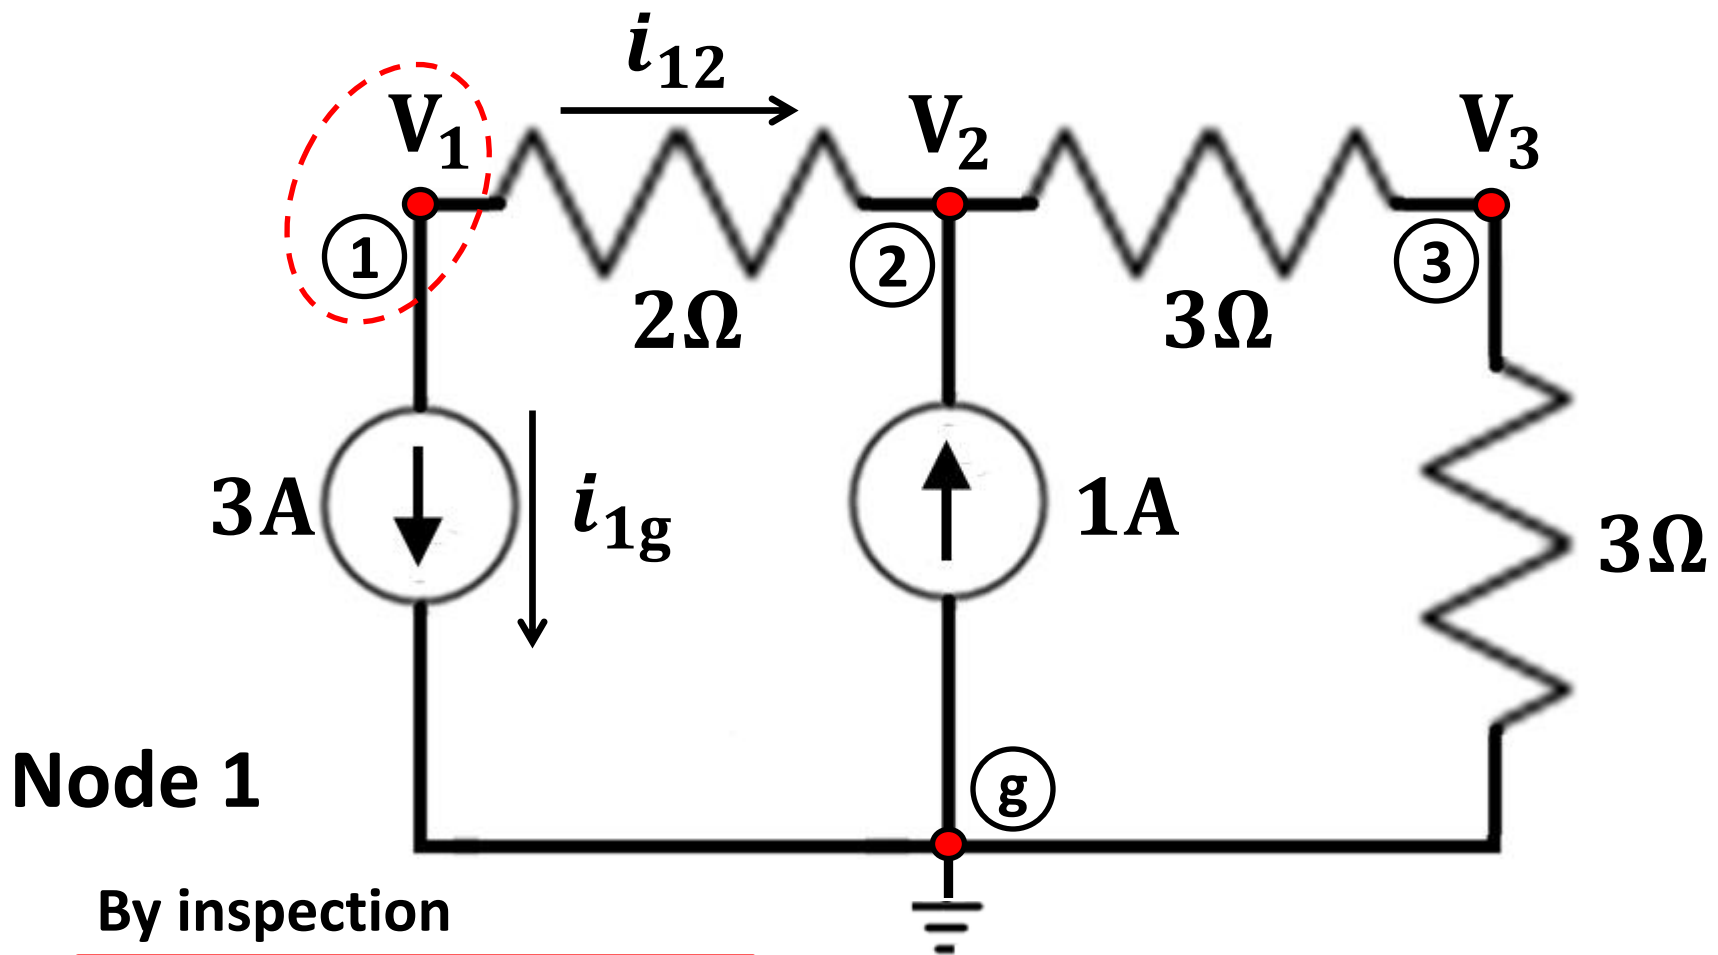 i₁₂
V₁
V₂
V₃
1
2
3
2Ω
3Ω
3A
i₁g
1A
3Ω
Node 1
g
By inspection